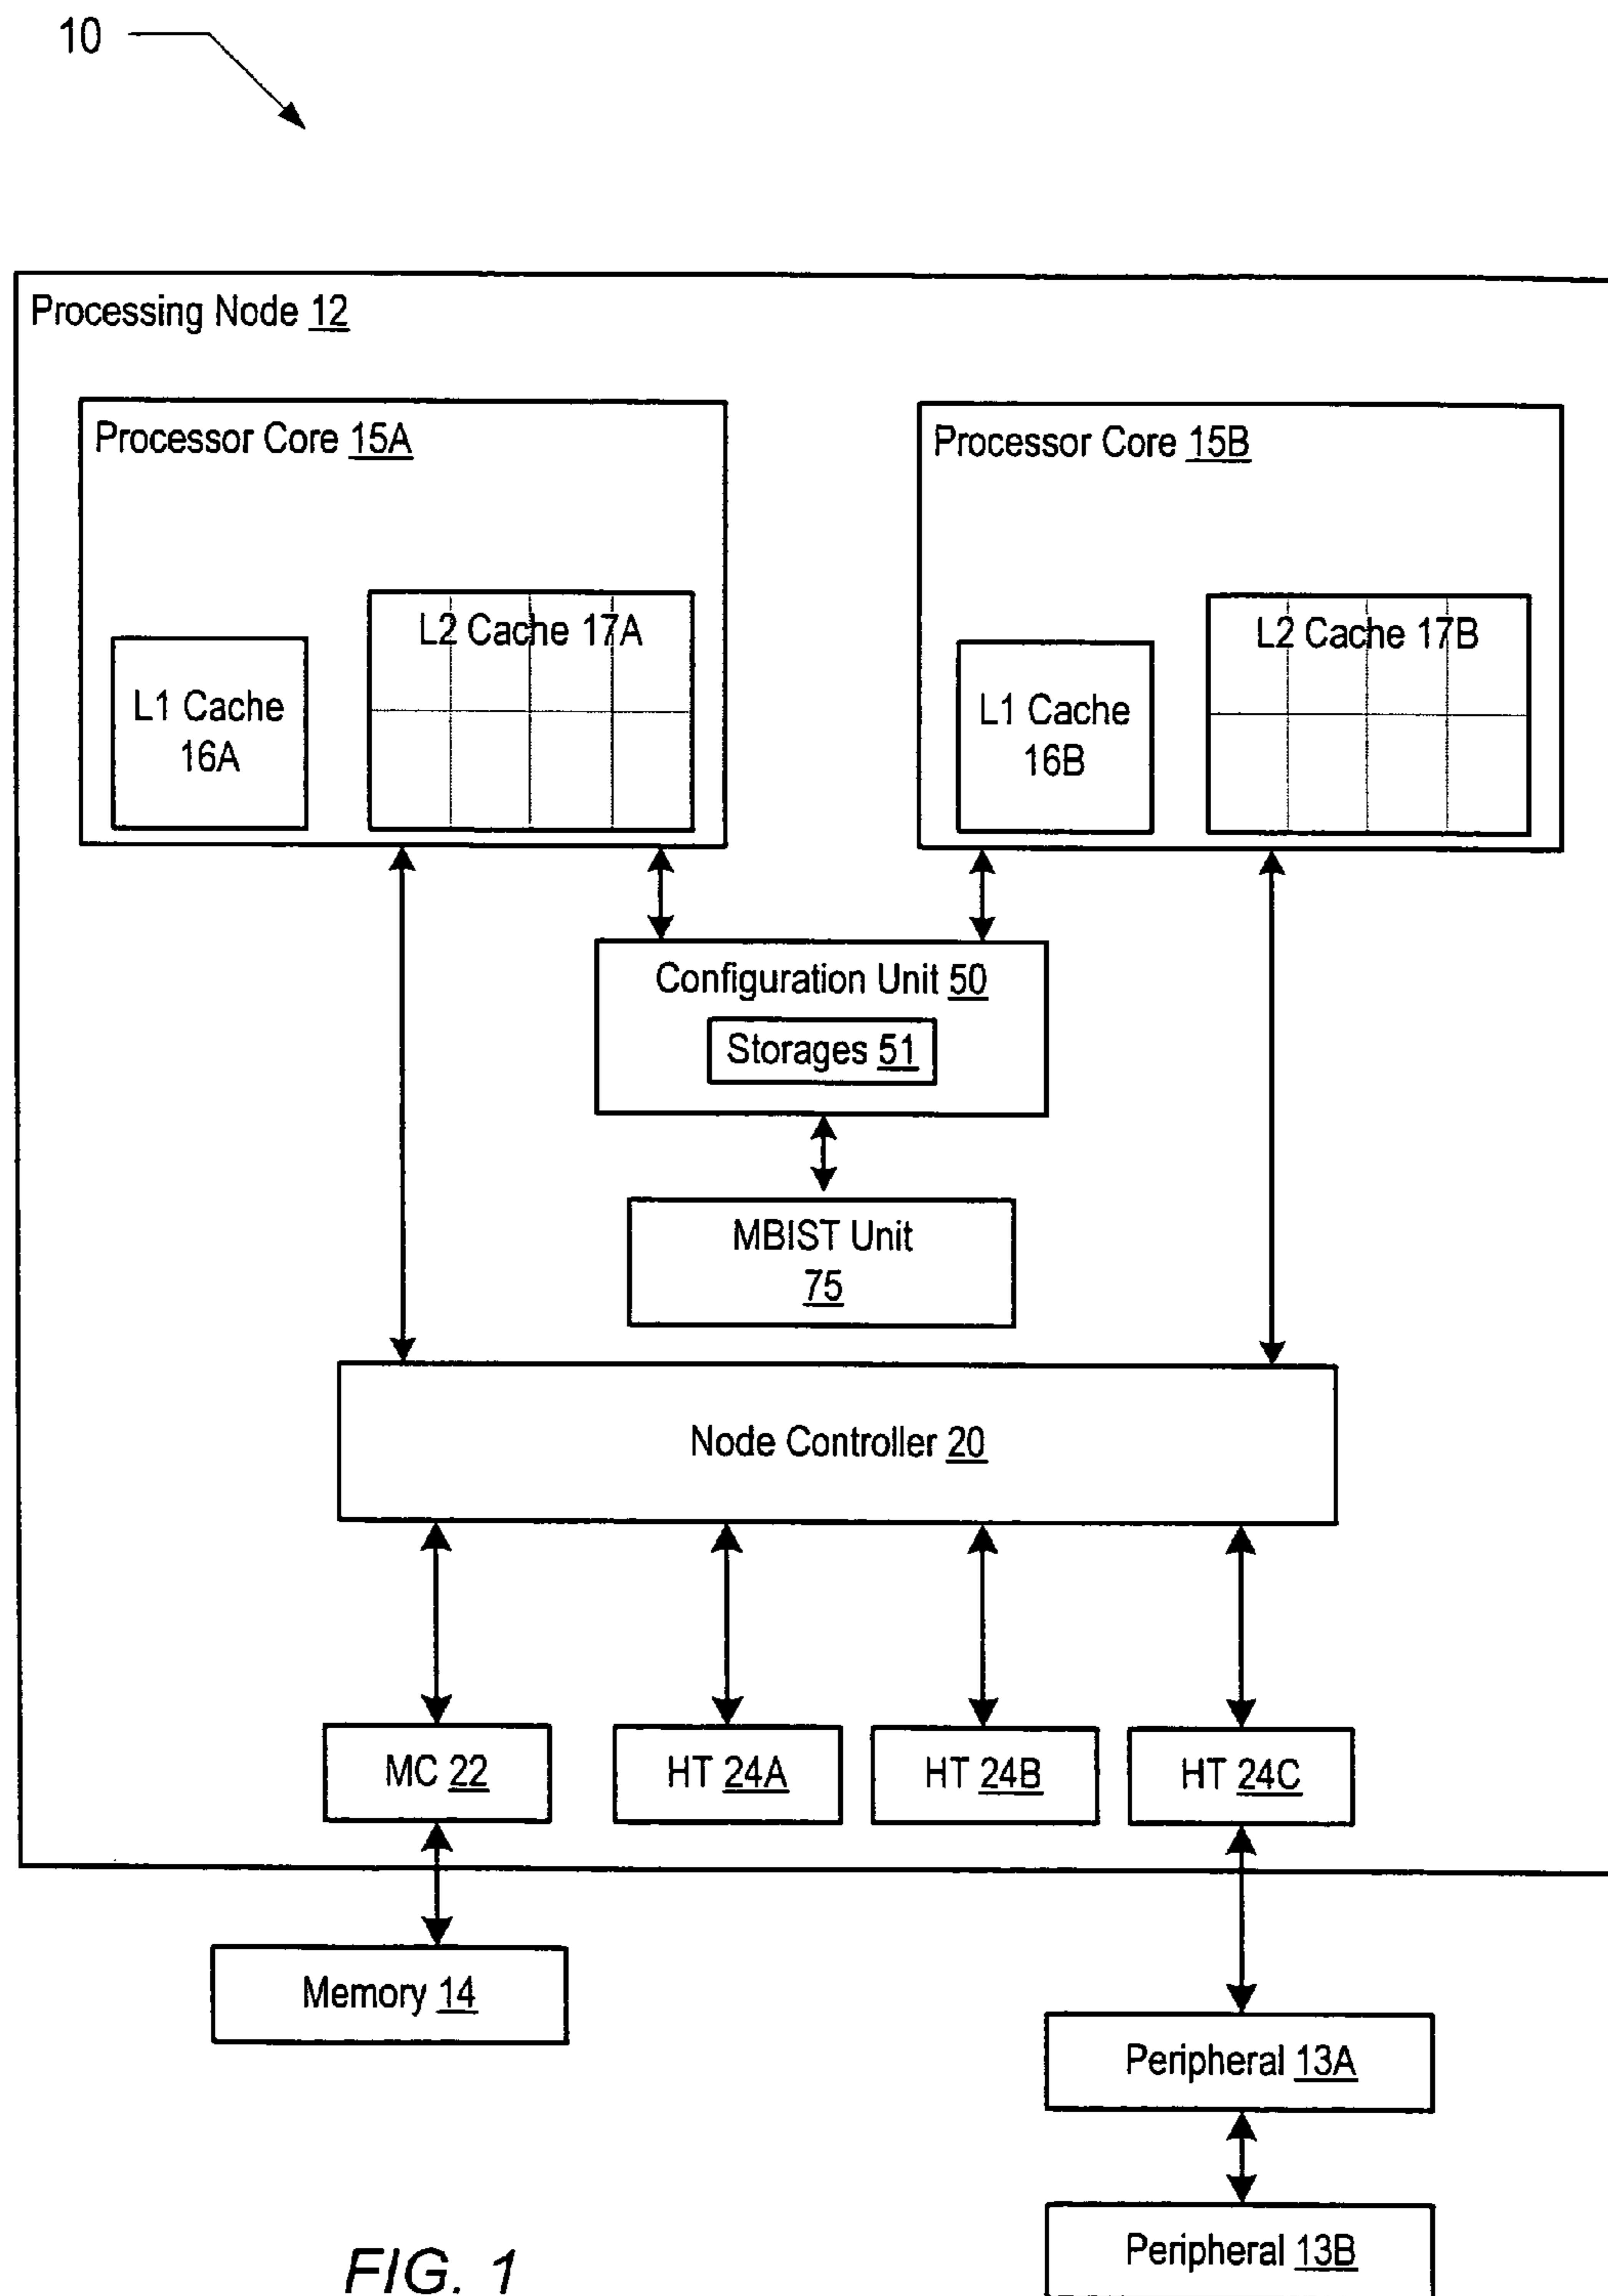 10
Processing Node 12
Processor Core 15A
Processor Core 15B
L2 Cache 17A
L2 Cache 17B
L1 Cache
16A
L1 Cache
16B
Configuration Unit 50
Storages 51
MBIST Unit
75
Node Controller 20
MC 22
HT 24A
HT 24B
HT 24C
Memory 14
Peripheral 13A
Peripheral 13B
FIG. 1